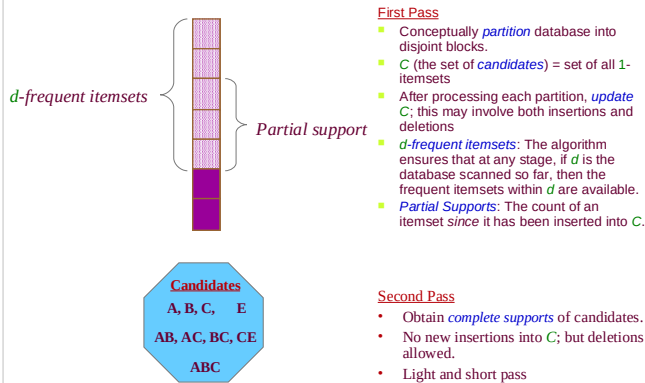 First Pass
Conceptually partition database into
disjoint blocks.
C (the set of candidates) = set of all 1-
itemsets
After processing each partition, update
C; this may involve both insertions and
deletions
d-frequent itemsets: The algorithm
ensures that at any stage, if d is the
database scanned so far, then the
frequent itemsets within d are available.
Partial Supports: The count of an
itemset since it has been inserted into C.
d-frequent itemsets
Partial support
Candidates
A, B, C, E
AB, AC, BC, CE
ABC
Second Pass
• Obtain complete supports of candidates.
• No new insertions into C; but deletions
allowed.
• Light and short pass